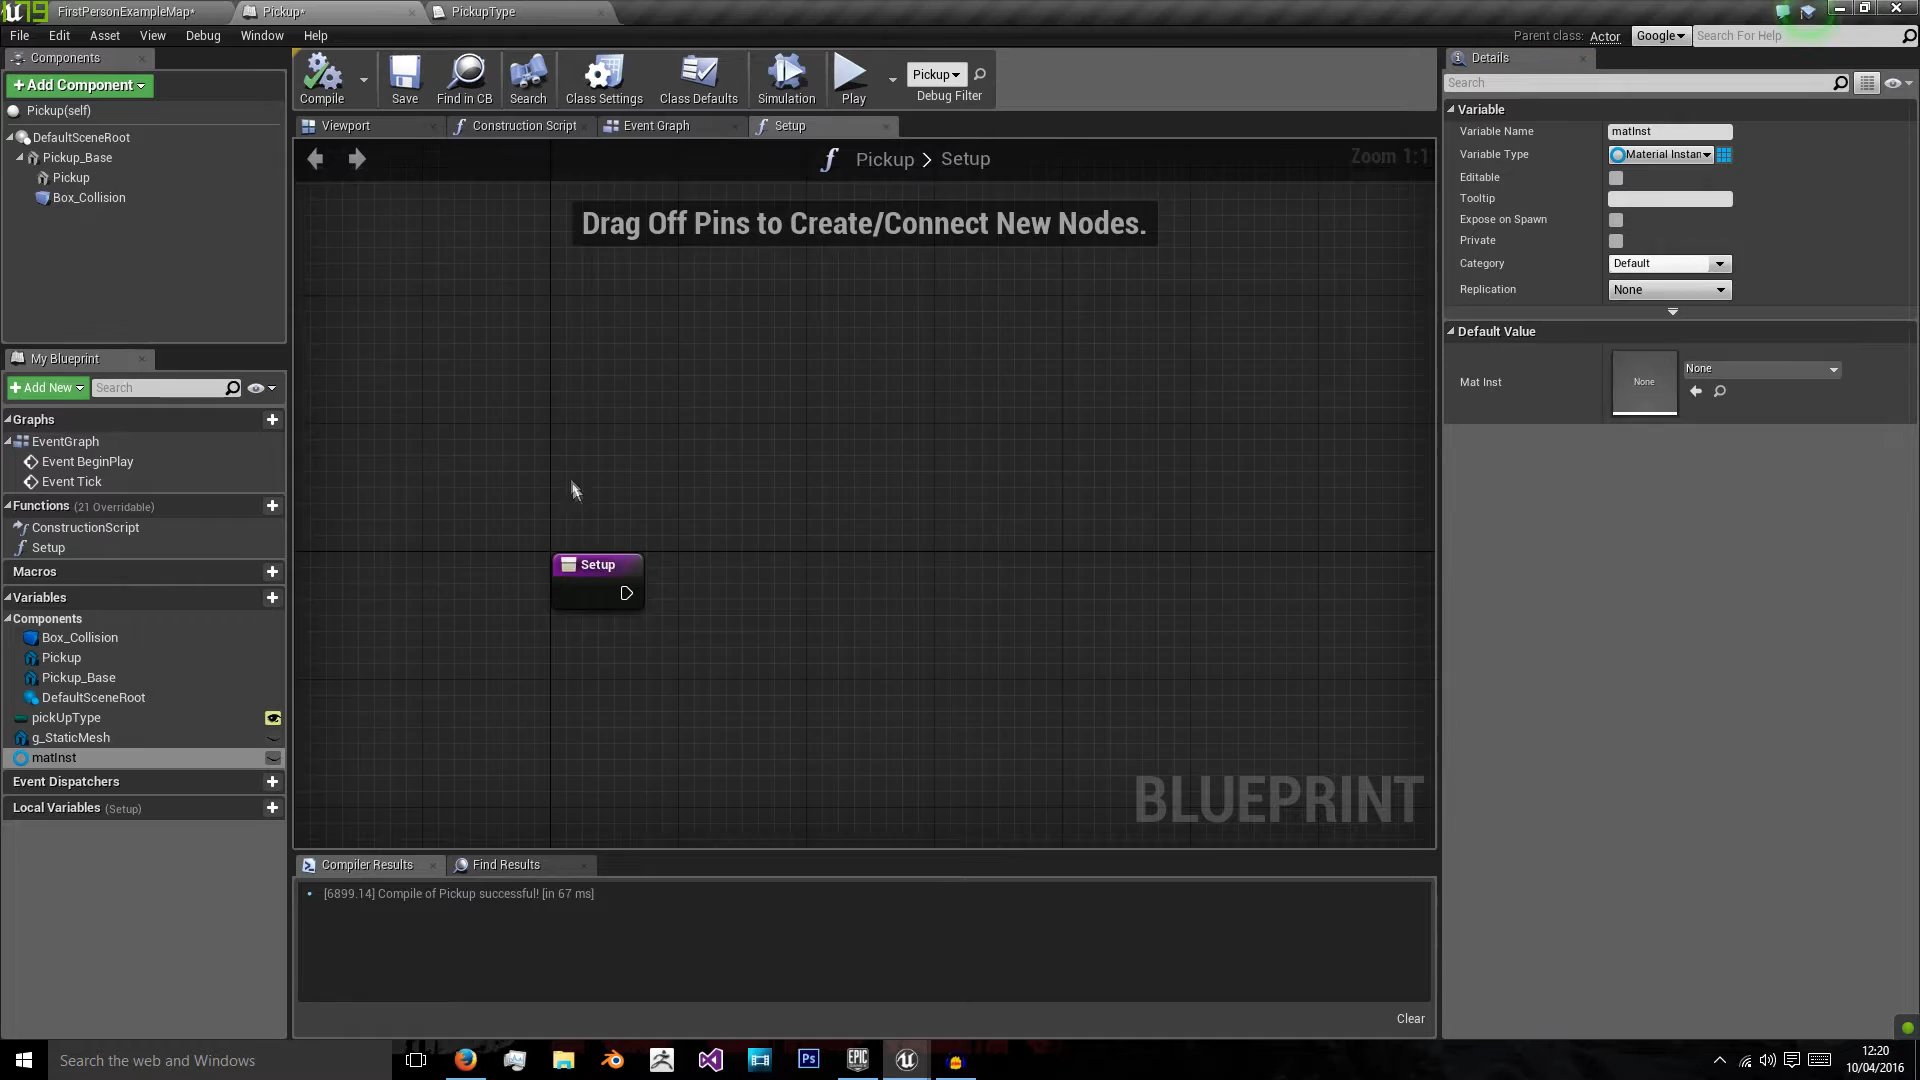 FirstPersonExampleMap*
Pickup*
PickupType
File
Edit
Asset
View
Debug
Window
Help
Parent class:
Actor
Google
Search For Help
Components
Add Component
Pickup(self)
DefaultSceneRoot
Pickup_Base
Pickup
Box_Collision
My Blueprint
Add New
Search
Graphs
EventGraph
Event BeginPlay
Event Tick
Functions (21 Overridable)
ConstructionScript
Setup
Macros
Variables
Components
Box_Collision
Pickup
Pickup_Base
DefaultSceneRoot
pickUpType
g_StaticMesh
matInst
Event Dispatchers
Local Variables (Setup)
Compile
Save
Find in CB
Search
Class Settings
Class Defaults
Simulation
Play
Pickup
Debug Filter
Viewport
Construction Script
Event Graph
Setup
Pickup > Setup
Zoom 1:1
Drag Off Pins to Create/Connect New Nodes.
Setup
BLUEPRINT
Compiler Results
Find Results
[6899.14] Compile of Pickup successful! [in 67 ms]
Clear
Details
Search
Variable
Variable Name
matInst
Variable Type
Material Instan
Editable
Tooltip
Expose on Spawn
Private
Category
Default
Replication
None
Default Value
Mat Inst
None
None
Search the web and Windows
Ps
EPIC
12:20
10/04/2016